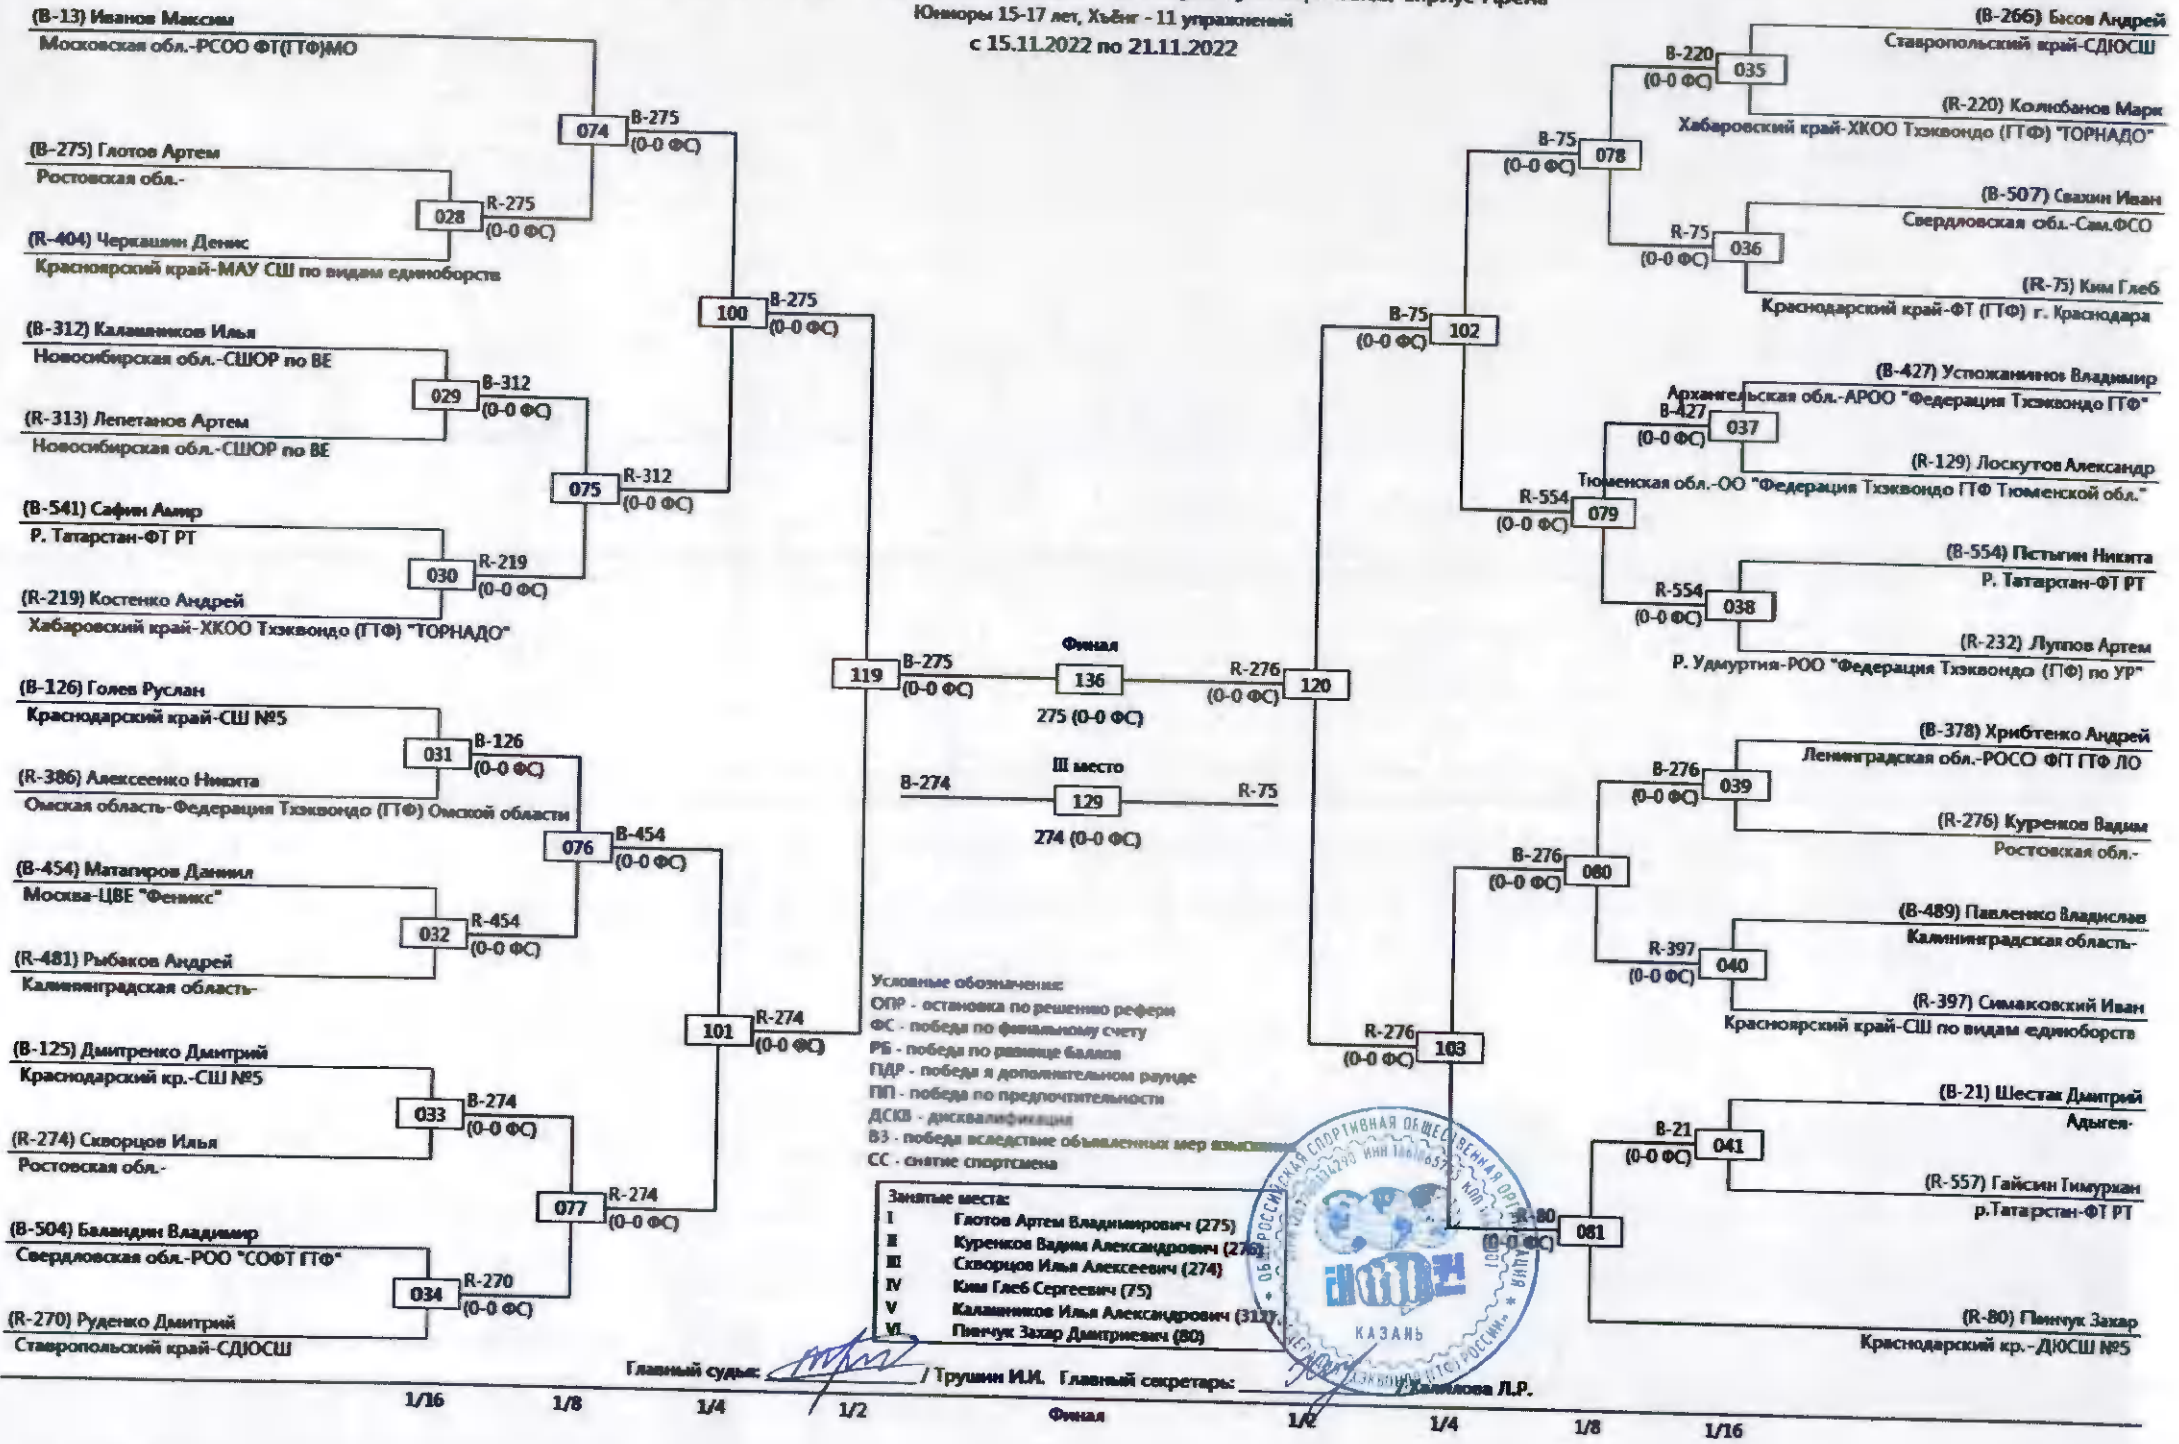 Юниоры 15-17 лет, Хъёнг - 11 упражнений
с 15.11.2022 по 21.11.2022
(B-13) Иванов Максим
Московская обл.-РСОО ФТ(ГТФ)МО
074
B-275
(0-0 ФС)
(B-275) Глотов Артем
Ростовская обл.-
028
R-275
(0-0 ФС)
(R-404) Черкашин Денис
Красноярский край-МАУ СШ по видам единоборств
100
B-275
(0-0 ФС)
(B-312) Калашников Илья
Новосибирская обл.-СШОР по ВЕ
029
B-312
(0-0 ФС)
(R-313) Лепетанов Артем
Новосибирская обл.-СШОР по ВЕ
075
R-312
(0-0 ФС)
(B-541) Сафин Амир
Р. Татарстан-ФТ РТ
030
R-219
(0-0 ФС)
(R-219) Костенко Андрей
Хабаровский край-ХКОО Тхэквондо (ГТФ) "ТОРНАДО"
119
B-275
(0-0 ФС)
(B-126) Голев Руслан
Краснодарский край-СШ №5
031
B-126
(0-0 ФС)
(R-386) Алексеенко Никита
Омская область-Федерация Тхэквондо (ГТФ) Омской области
076
B-454
(0-0 ФС)
(B-454) Матагиров Даниил
Москва-ЦВЕ "Феникс"
032
R-454
(0-0 ФС)
(R-481) Рыбаков Андрей
Калининградская область-
101
R-274
(0-0 ФС)
(B-125) Дмитренко Дмитрий
Краснодарский кр.-СШ №5
033
B-274
(0-0 ФС)
(R-274) Скворцов Илья
Ростовская обл.-
077
R-274
(0-0 ФС)
(B-504) Баландин Владимир
Свердловская обл.-РОО "СОФТ ГТФ"
034
R-270
(0-0 ФС)
(R-270) Руденко Дмитрий
Ставропольский край-СДЮСШ
Финал
136
275 (0-0 ФС)
III место
B-274
129
R-75
274 (0-0 ФС)
(B-266) Бысов Андрей
Ставропольский край-СДЮСШ
B-220
(0-0 ФС)
035
(R-220) Колюбанов Марк
Хабаровский край-ХКОО Тхэквондо (ГТФ) "ТОРНАДО"
B-75
(0-0 ФС)
078
(B-507) Свахин Иван
Свердловская обл.-Сам.ФСО
R-75
(0-0 ФС)
036
(R-75) Ким Глеб
Краснодарский край-ФТ (ГТФ) г. Краснодара
B-75
(0-0 ФС)
102
(B-427) Устюжанинов Владимир
Архангельская обл.-АРОО "Федерация Тхэквондо ГТФ"
B-427
(0-0 ФС)
037
(R-129) Лоскутов Александр
Тюменская обл.-ОО "Федерация Тхэквондо ГТФ Тюменской обл."
R-554
(0-0 ФС)
079
(B-554) Пстыгин Никита
Р. Татарстан-ФТ РТ
R-554
(0-0 ФС)
038
(R-232) Луппов Артем
Р. Удмуртия-РОО "Федерация Тхэквондо (ГТФ) по УР"
R-276
(0-0 ФС)
120
(B-378) Хрибтенко Андрей
Ленинградская обл.-РОСО ФТ ГТФ ЛО
B-276
(0-0 ФС)
039
(R-276) Куренков Вадим
Ростовская обл.-
B-276
(0-0 ФС)
080
(B-489) Павленко Владислав
Калининградская область-
R-397
(0-0 ФС)
040
(R-397) Симаковский Иван
Красноярский край-СШ по видам единоборств
R-276
(0-0 ФС)
103
(B-21) Шестак Дмитрий
Адыгея-
B-21
(0-0 ФС)
041
(R-557) Гайсин Тимурхан
р.Татарстан-ФТ РТ
R-80
(0-0 ФС)
081
(R-80) Пинчук Захар
Краснодарский кр.-ДЮСШ №5
Условные обозначения:
ОПР - остановка по решению рефери
ФС - победа по финальному счету
РБ - победа по разнице баллов
ПДР - победа в дополнительном раунде
ПП - победа по предпочтительности
ДСКВ - дисквалификация
ВЗ - победа вследствие объявленных мер взыскания
СС - снятие спортсмена
Занятые места:
I Глотов Артем Владимирович (275)
II Куренков Вадим Александрович (276)
III Скворцов Илья Алексеевич (274)
IV Ким Глеб Сергеевич (75)
V Калашников Илья Александрович (312)
VI Пинчук Захар Дмитриевич (80)
КАЗАНЬ
Главный судья: / Трушин И.И. Главный секретарь: / Халилова Л.Р.
1/16 1/8 1/4 1/2 Финал 1/2 1/4 1/8 1/16